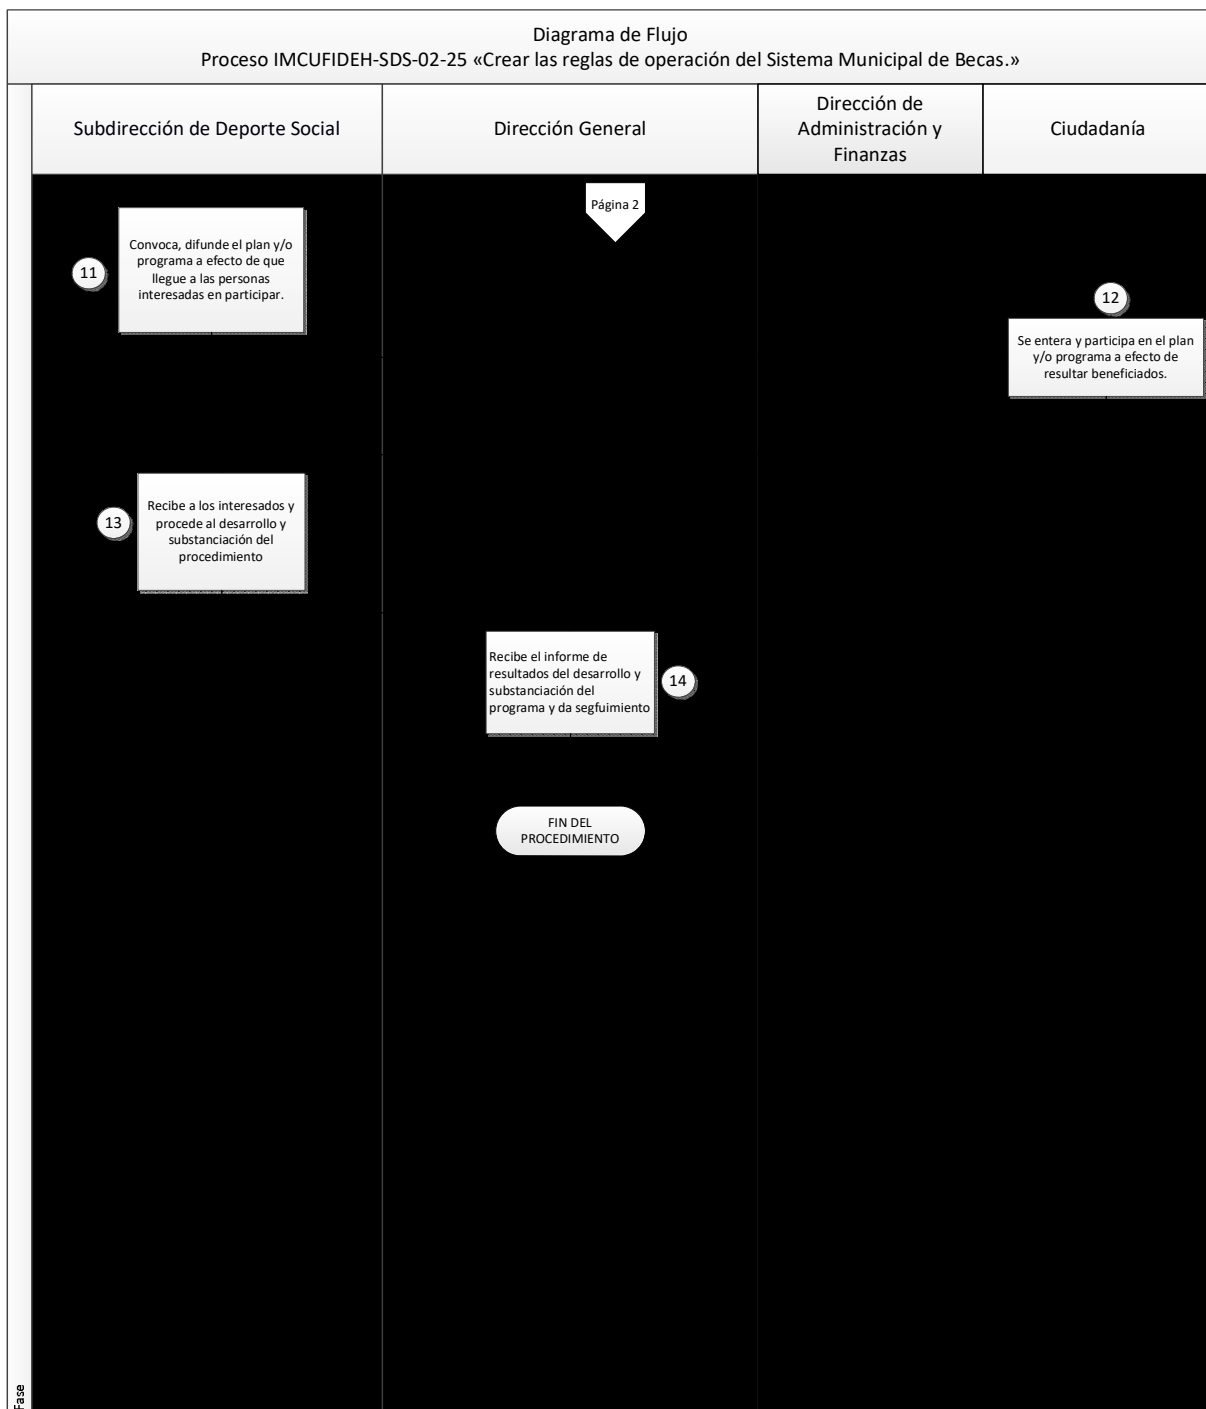 Diagrama de Flujo
Proceso IMCUFIDEH-SDS-02-25 «Crear las reglas de operación del Sistema Municipal de Becas.»
Subdirección de Deporte Social
Dirección General
Dirección de
Administración y
Finanzas
Ciudadanía
Página 2
11
Convoca, difunde el plan y/o
programa a efecto de que
llegue a las personas
interesadas en participar.
12
Se entera y participa en el plan
y/o programa a efecto de
resultar beneficiados.
13
Recibe a los interesados y
procede al desarrollo y
substanciación del
procedimiento
Recibe el informe de
resultados del desarrollo y
substanciación del
programa y da segfuimiento
14
FIN DEL
PROCEDIMIENTO
Fase